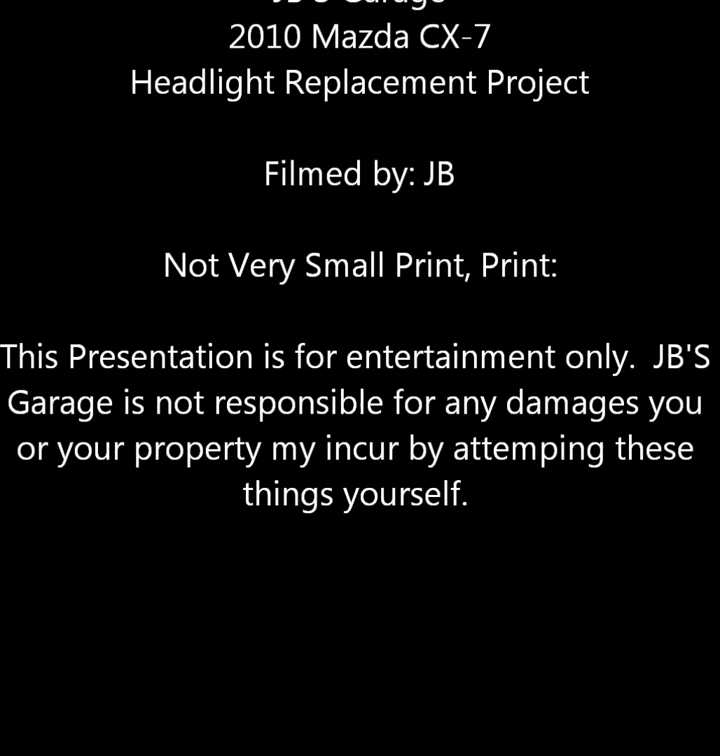 JB'S Garage
2010 Mazda CX-7
Headlight Replacement Project
Filmed by: JB
Not Very Small Print, Print:
This Presentation is for entertainment only. JB'S
Garage is not responsible for any damages you
or your property my incur by attemping these
things yourself.